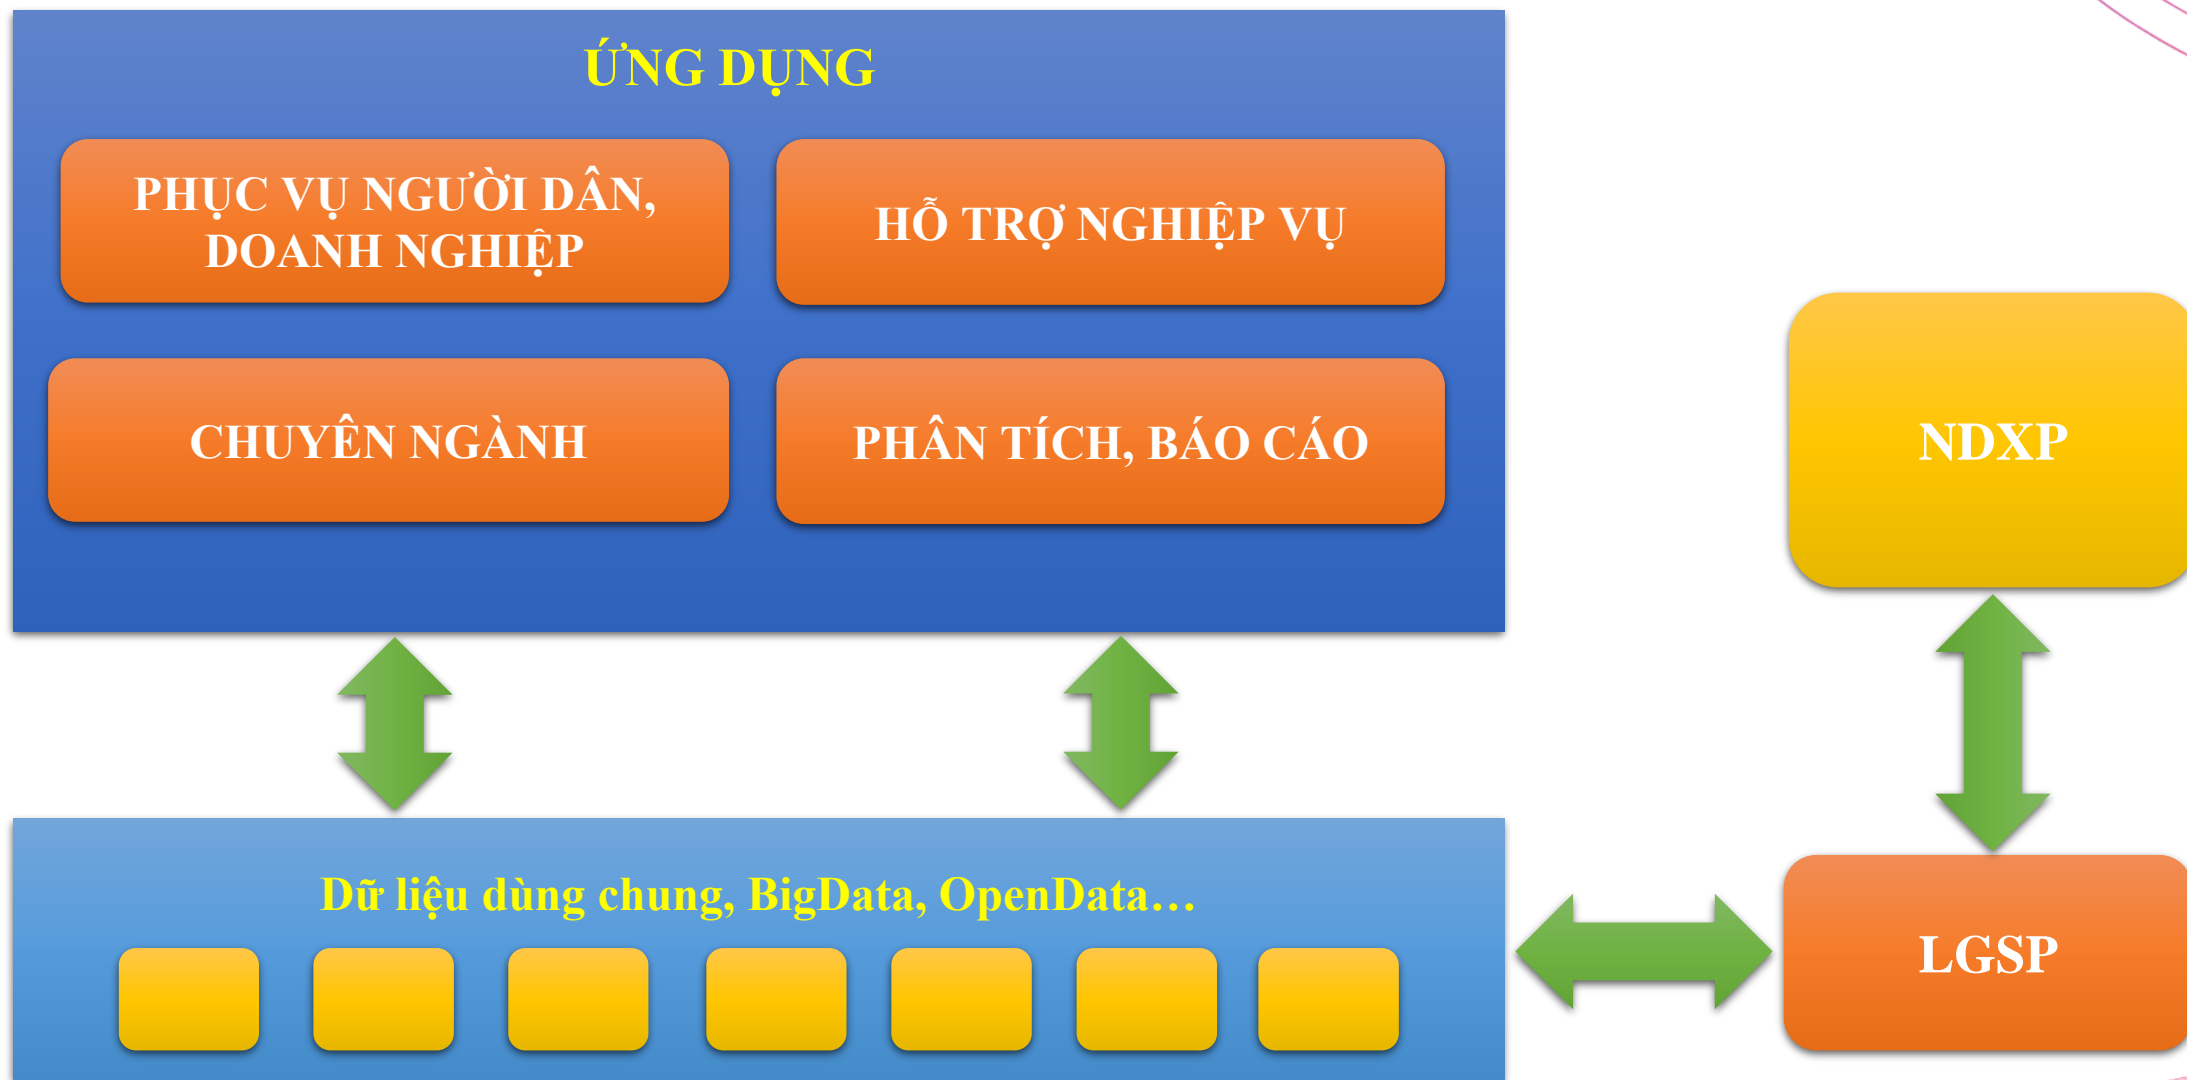 ỨNG DỤNG
PHỤC VỤ NGƯỜI DÂN,
DOANH NGHIỆP
HỖ TRỢ NGHIỆP VỤ
CHUYÊN NGÀNH
PHÂN TÍCH, BÁO CÁO
NDXP
Dữ liệu dùng chung, BigData, OpenData…
LGSP